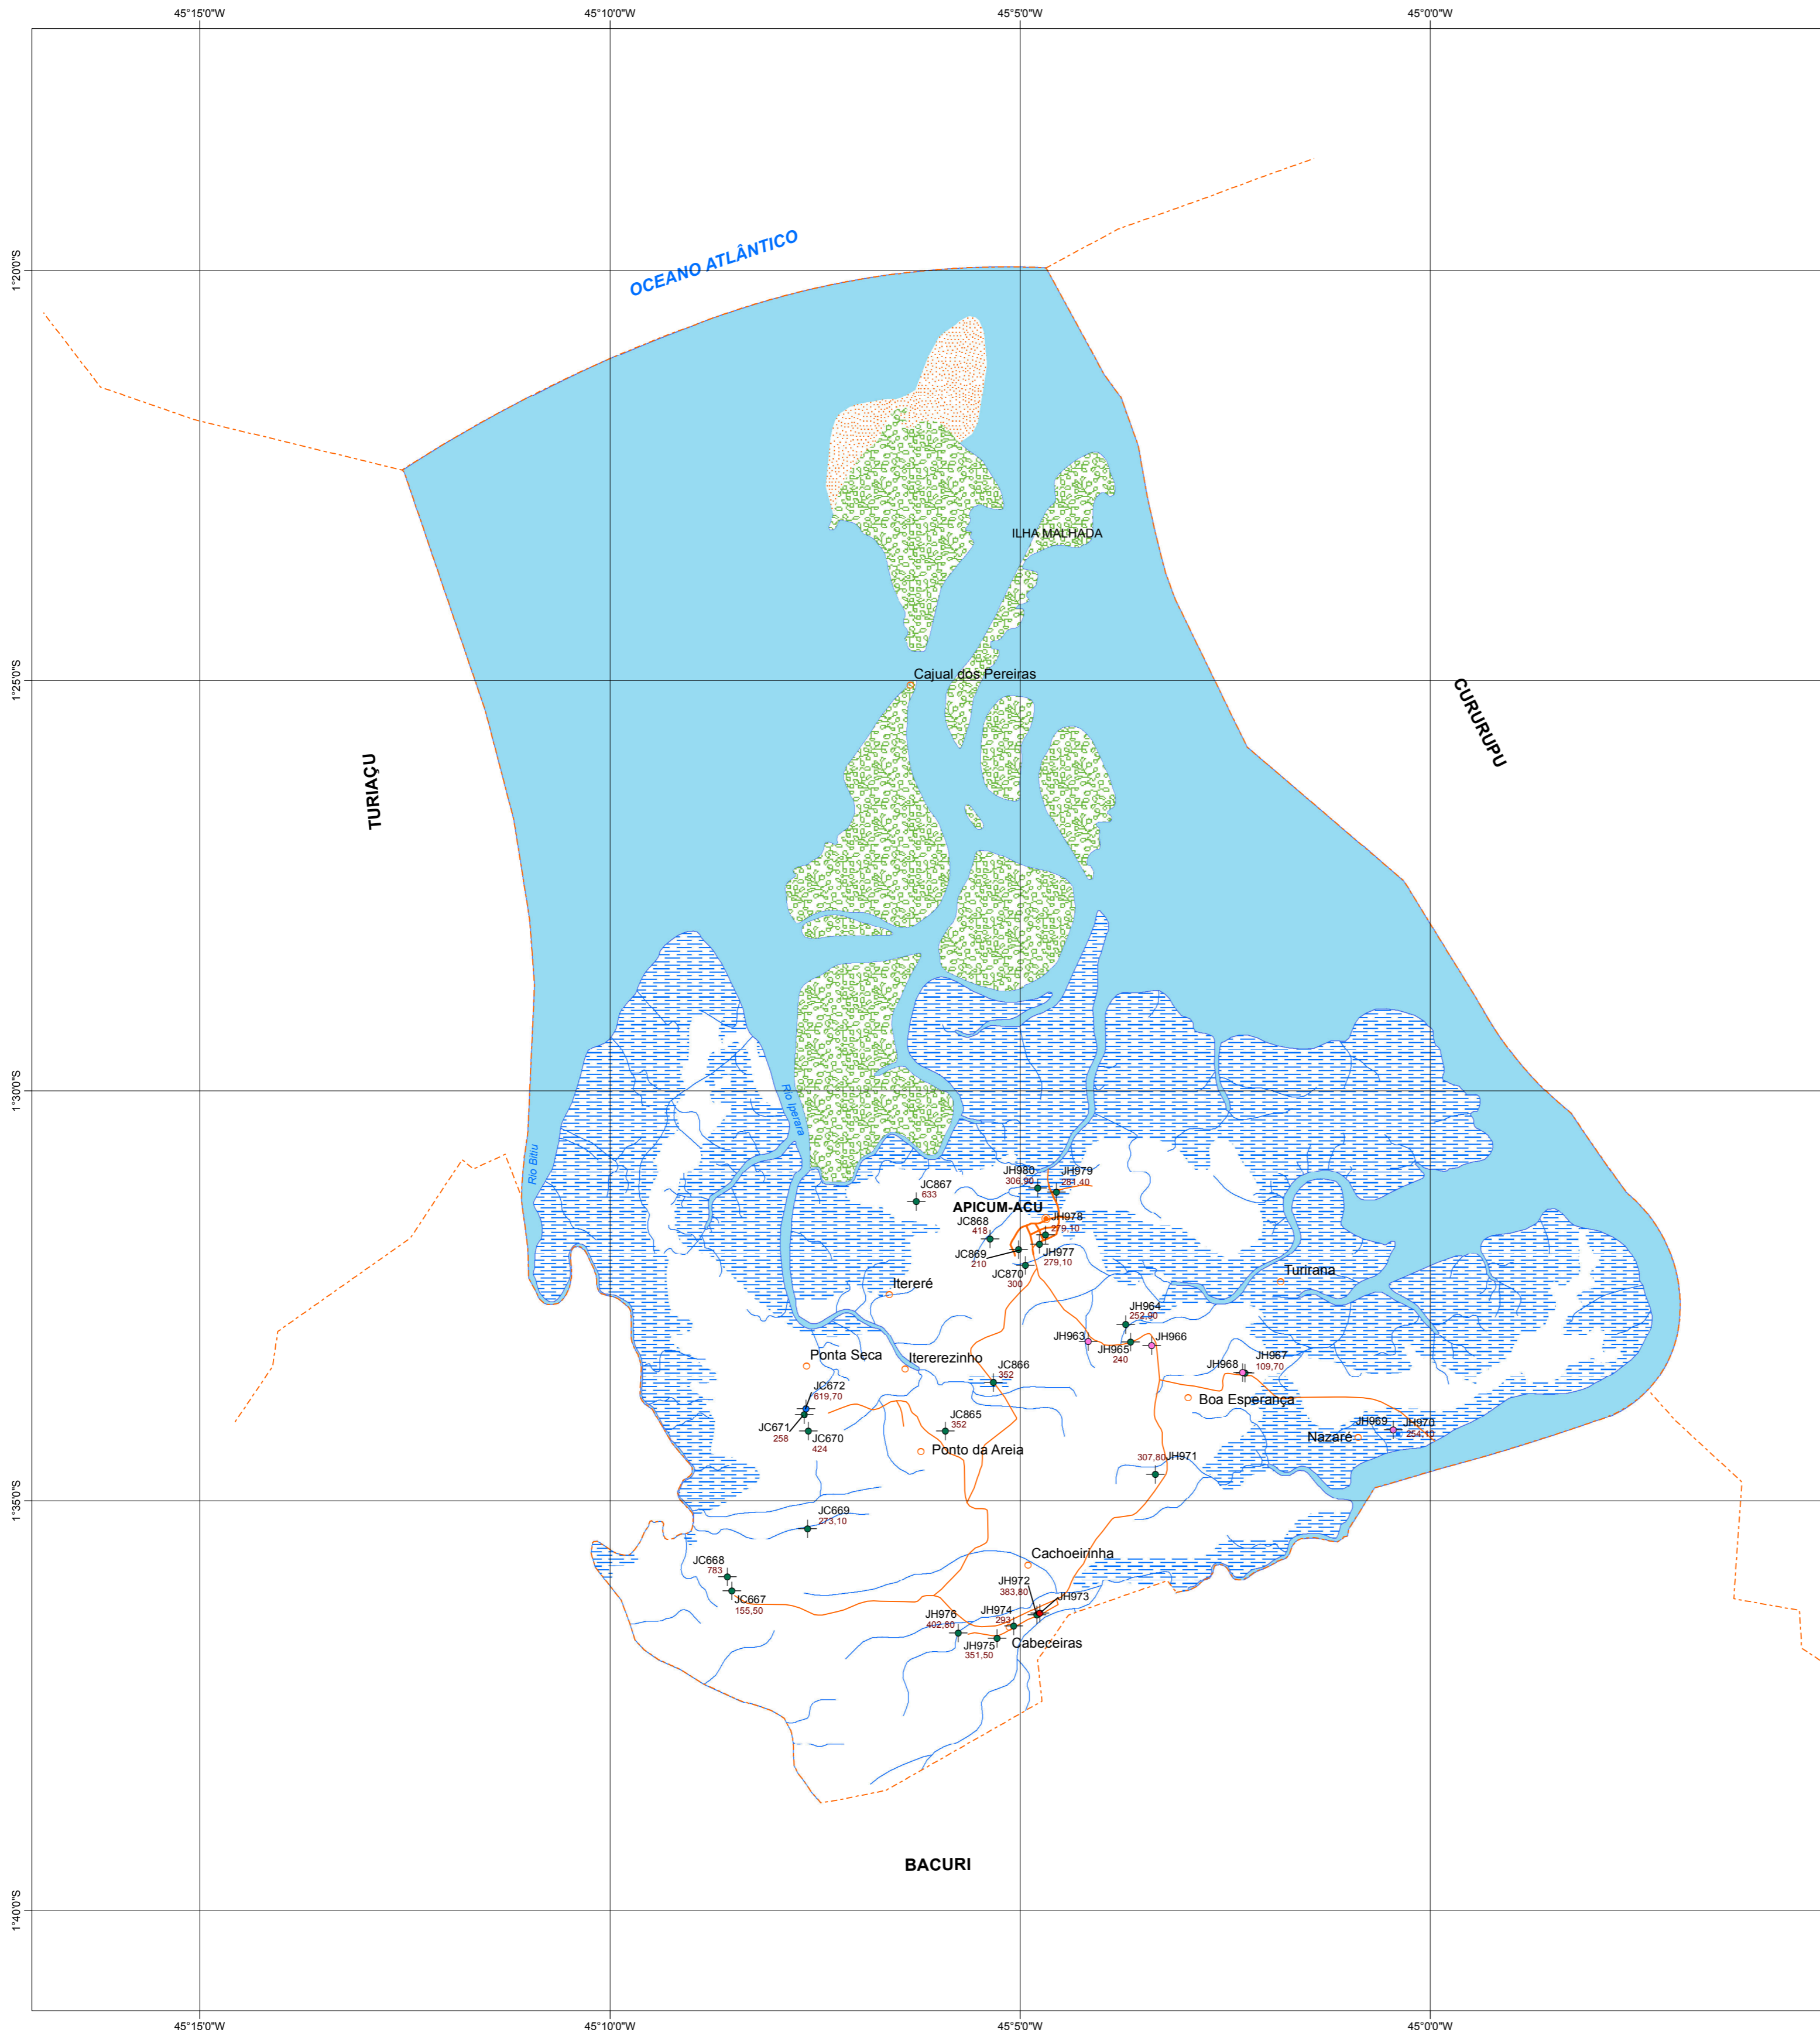 45°15'0"W
45°10'0"W
45°5'0"W
45°0'0"W
1°20'0"S
OCEANO ATLÂNTICO
ILHA MALHADA
1°25'0"S
Cajual dos Pereiras
CURURUPU
TURIAÇU
1°30'0"S
Rio Iperara
Rio Bitiu
JH980
306,90
JH979
281,40
JC867
633
APICUM-ACU
JH978
279,10
JC868
418
JC869
210
JH977
279,10
JC870
300
Turirana
Itereré
JH964
252,90
JH963
JH965
240
JH966
Ponta Seca
Itererezinho
JH968
JH967
109,70
JC866
352
JC672
619,70
Boa Esperança
JC671
258
JC670
424
JC865
352
JH969
JH970
254,10
Nazaré
Ponto da Areia
307,80
JH971
1°35'0"S
JC669
273,10
JC668
783
Cachoeirinha
JC667
155,50
JH972
383,80
JH973
JH976
402,80
JH974
293
JH975
351,50
Cabeceiras
BACURI
1°40'0"S
45°15'0"W
45°10'0"W
45°5'0"W
45°0'0"W